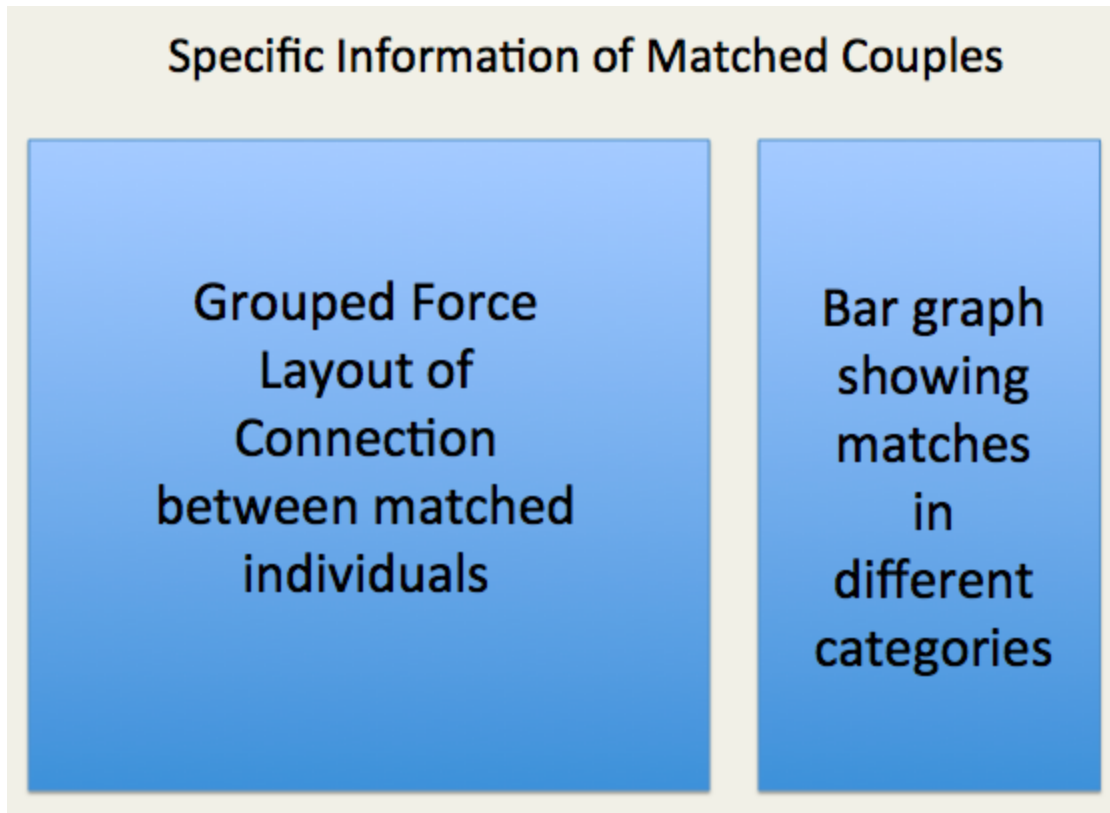 Specific Information of Matched Couples
Grouped Force
Layout of
Connection
between matched
individuals
Bar graph
showing
matches
in
different
categories